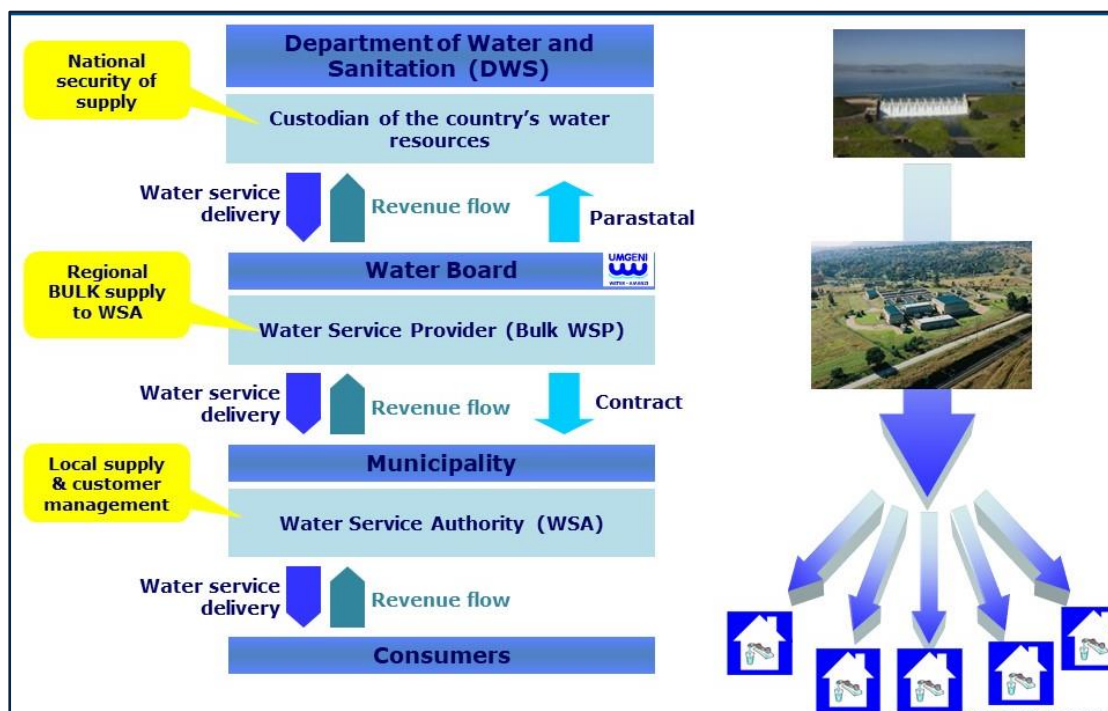 Department of Water and
Sanitation (DWS)
National
security of
supply
Custodian of the country's water
resources
Water service
delivery
Revenue flow
Parastatal
Water Board
UMGENI
WATER • AMANZI
Regional
BULK supply
to WSA
Water Service Provider (Bulk WSP)
Water service
delivery
Revenue flow
Contract
Municipality
Local supply
& customer
management
Water Service Authority (WSA)
Water service
delivery
Revenue flow
Consumers